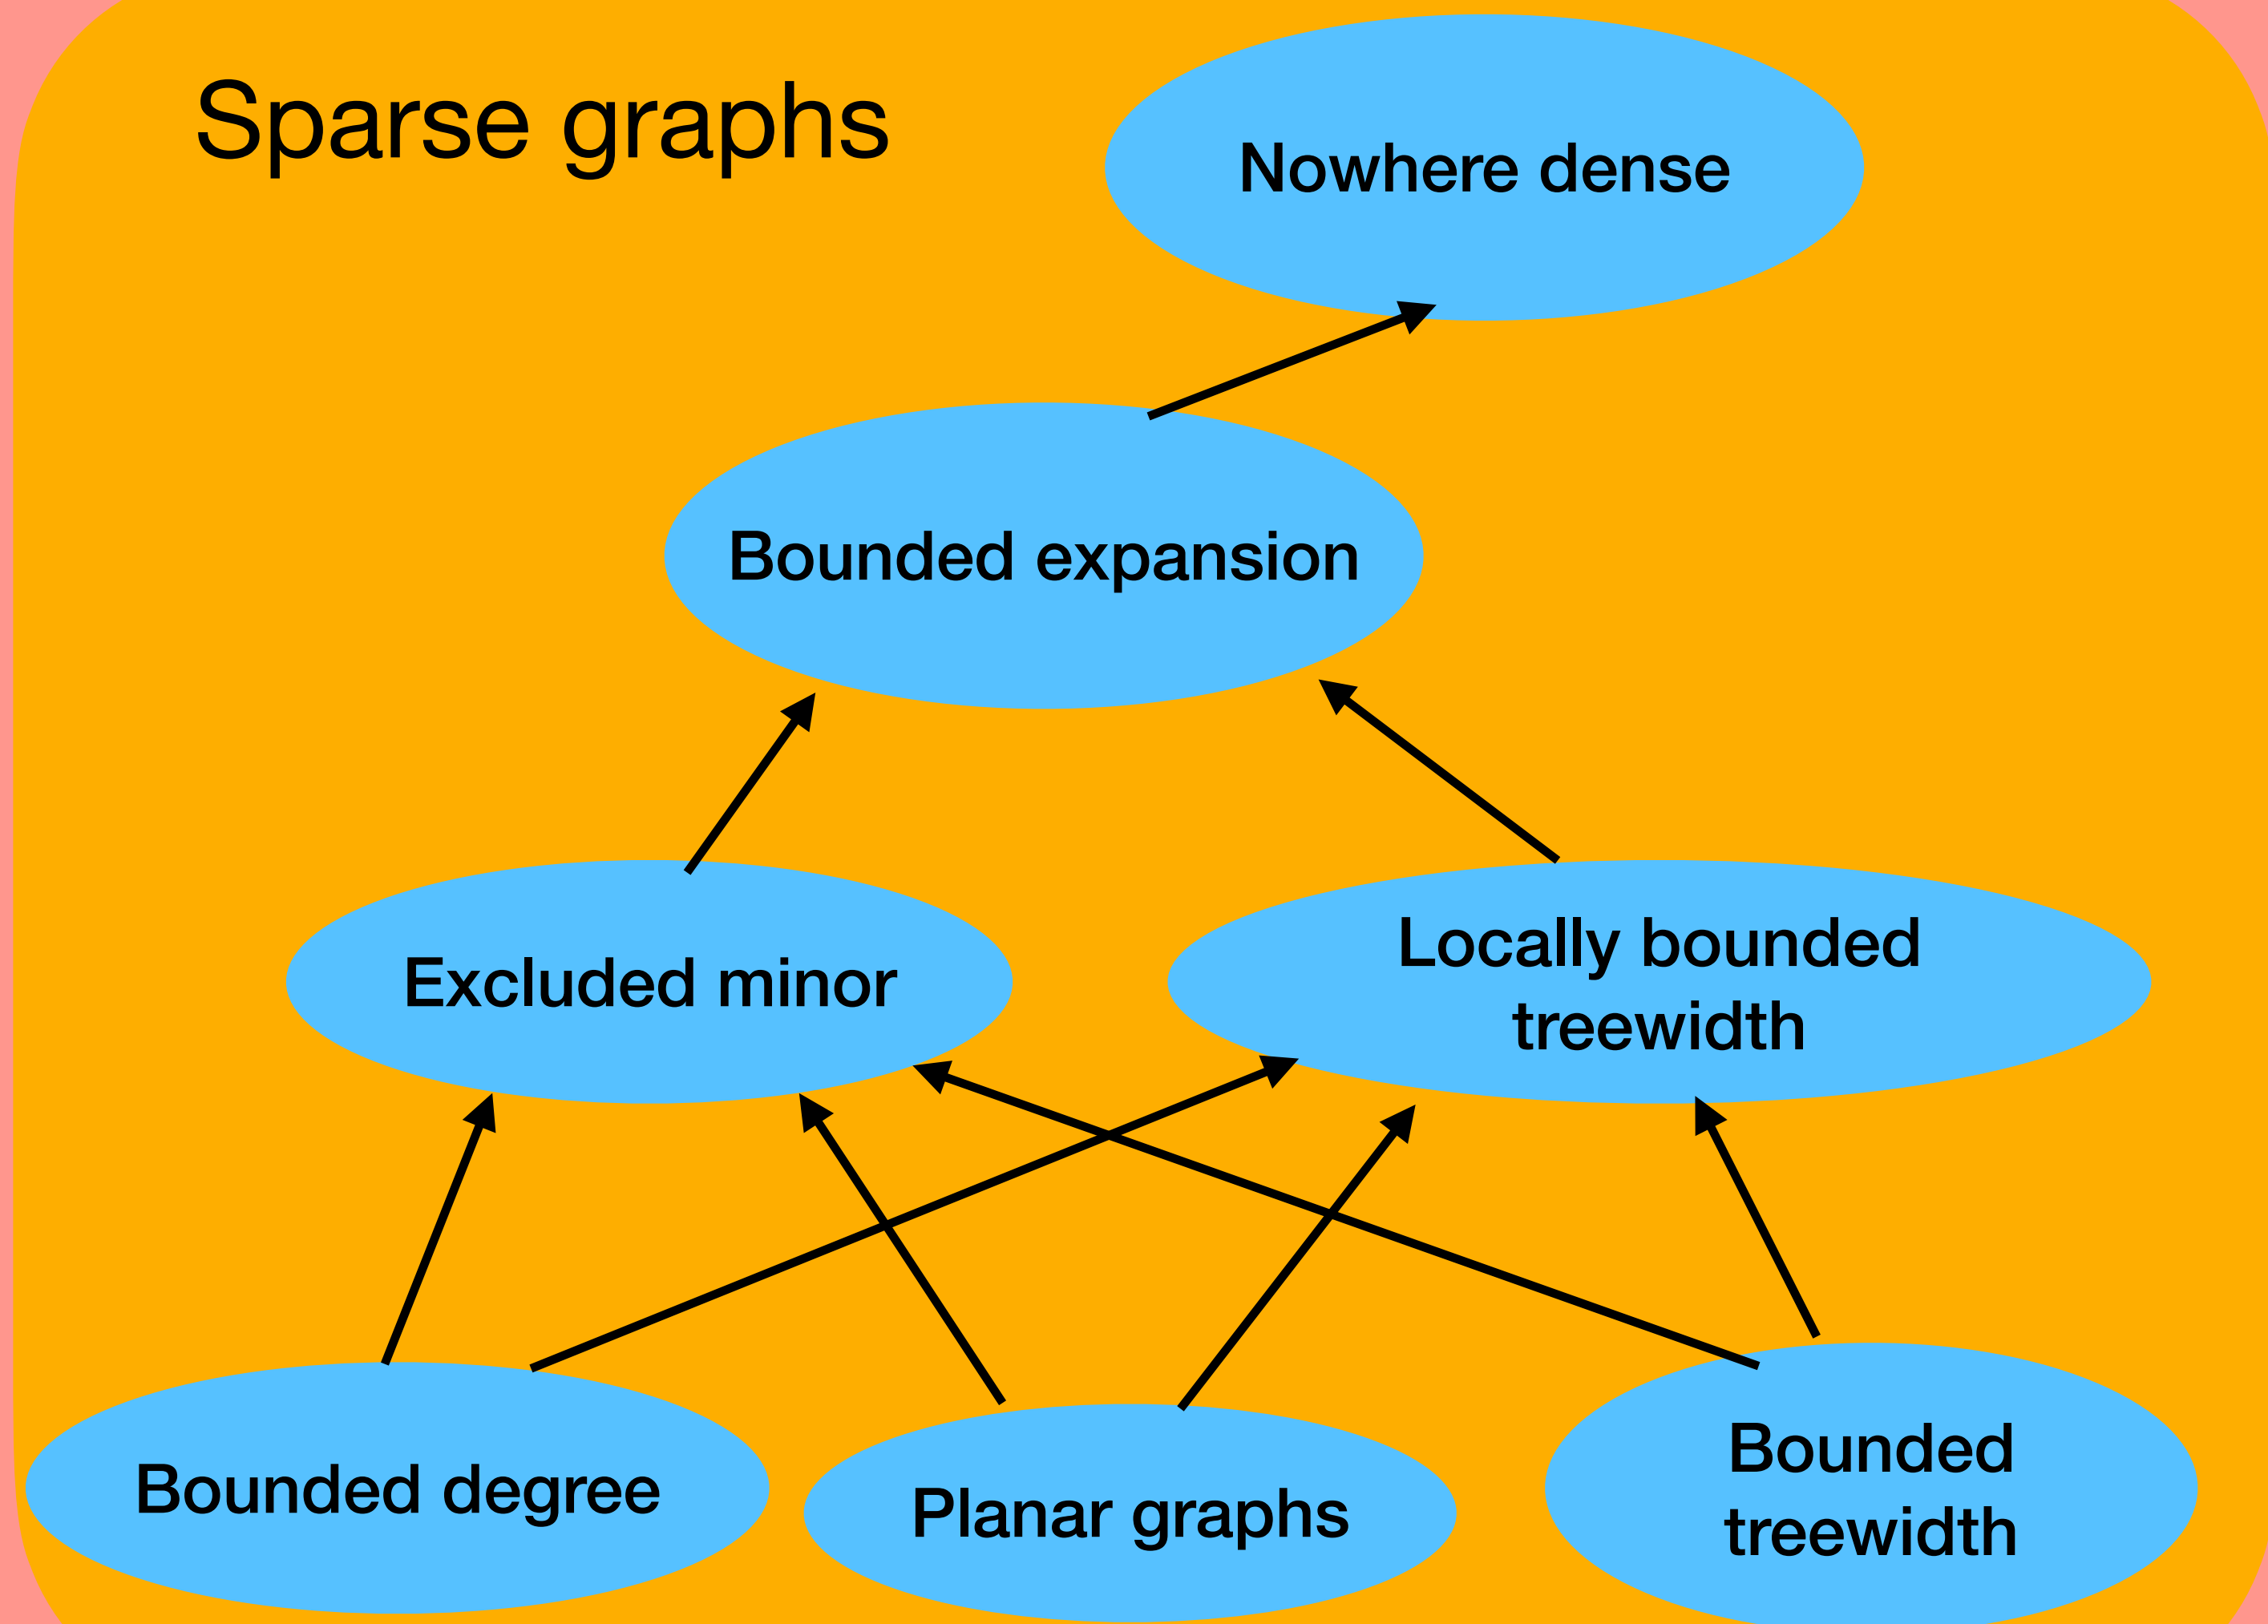 Sparse graphs
Nowhere dense
Bounded expansion
Excluded minor
Locally bounded
treewidth
Bounded degree
Planar graphs
Bounded
treewidth